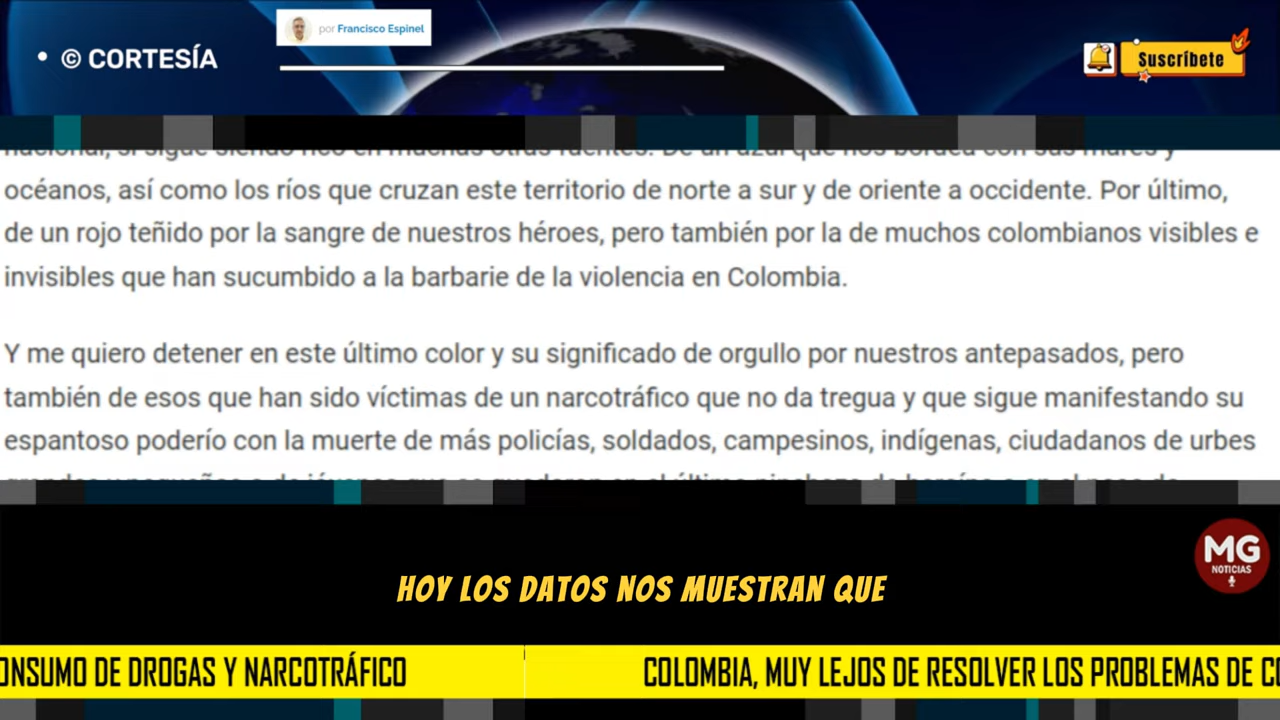 • © CORTESÍA
por Francisco Espinel
Suscríbete
océanos, así como los ríos que cruzan este territorio de norte a sur y de oriente a occidente. Por último,
de un rojo teñido por la sangre de nuestros héroes, pero también por la de muchos colombianos visibles e
invisibles que han sucumbido a la barbarie de la violencia en Colombia.
Y me quiero detener en este último color y su significado de orgullo por nuestros antepasados, pero
también de esos que han sido víctimas de un narcotráfico que no da tregua y que sigue manifestando su
espantoso poderío con la muerte de más policías, soldados, campesinos, indígenas, ciudadanos de urbes
MG
NOTICIAS
HOY LOS DATOS NOS MUESTRAN QUE
ONSUMO DE DROGAS Y NARCOTRÁFICO COLOMBIA, MUY LEJOS DE RESOLVER LOS PROBLEMAS DE CO